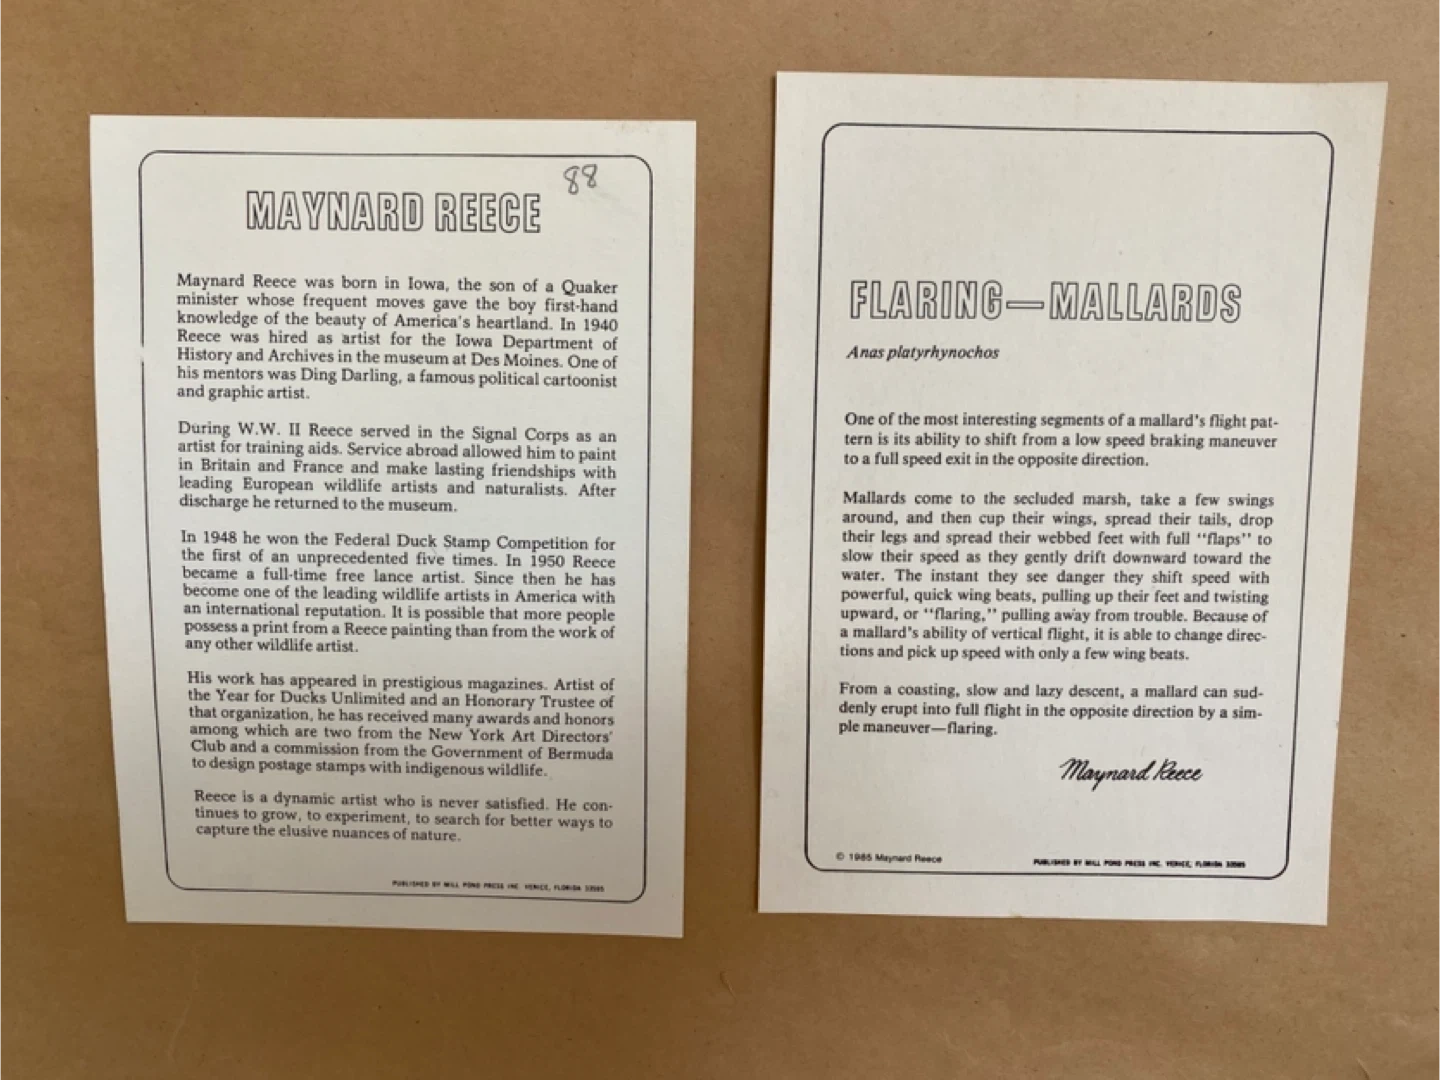 88
MAYNARD REECE
Maynard Reece was born in Iowa, the son of a Quaker
minister whose frequent moves gave the boy first-hand
knowledge of the beauty of America's heartland. In 1940
Reece was hired as artist for the Iowa Department of
History and Archives in the museum at Des Moines. One of
his mentors was Ding Darling, a famous political cartoonist
and graphic artist.
During W.W. II Reece served in the Signal Corps as an
artist for training aids. Service abroad allowed him to paint
in Britain and France and make lasting friendships with
leading European wildlife artists and naturalists. After
discharge he returned to the museum.
In 1948 he won the Federal Duck Stamp Competition for
the first of an unprecedented five times. In 1950 Reece
became a full-time free lance artist. Since then he has
become one of the leading wildlife artists in America with
an international reputation. It is possible that more people
possess a print from a Reece painting than from the work of
any other wildlife artist.
His work has appeared in prestigious magazines. Artist of
the Year for Ducks Unlimited and an Honorary Trustee of
that organization, he has received many awards and honors
among which are two from the New York Art Directors'
Club and a commission from the Government of Bermuda
to design postage stamps with indigenous wildlife.
Reece is a dynamic artist who is never satisfied. He con-
tinues to grow, to experiment, to search for better ways to
capture the elusive nuances of nature.
PUBLISHED BY MILL POND PRESS INC. VENICE, FLORIDA 33595
FLARING—MALLARDS
Anas platyrhynochos
One of the most interesting segments of a mallard's flight pat-
tern is its ability to shift from a low speed braking maneuver
to a full speed exit in the opposite direction.
Mallards come to the secluded marsh, take a few swings
around, and then cup their wings, spread their tails, drop
their legs and spread their webbed feet with full "flaps" to
slow their speed as they gently drift downward toward the
water. The instant they see danger they shift speed with
powerful, quick wing beats, pulling up their feet and twisting
upward, or "flaring," pulling away from trouble. Because of
a mallard's ability of vertical flight, it is able to change direc-
tions and pick up speed with only a few wing beats.
From a coasting, slow and lazy descent, a mallard can sud-
denly erupt into full flight in the opposite direction by a sim-
ple maneuver—flaring.
Maynard Reece
© 1985 Maynard Reece
PUBLISHED BY MILL POND PRESS INC. VENICE, FLORIDA 33595